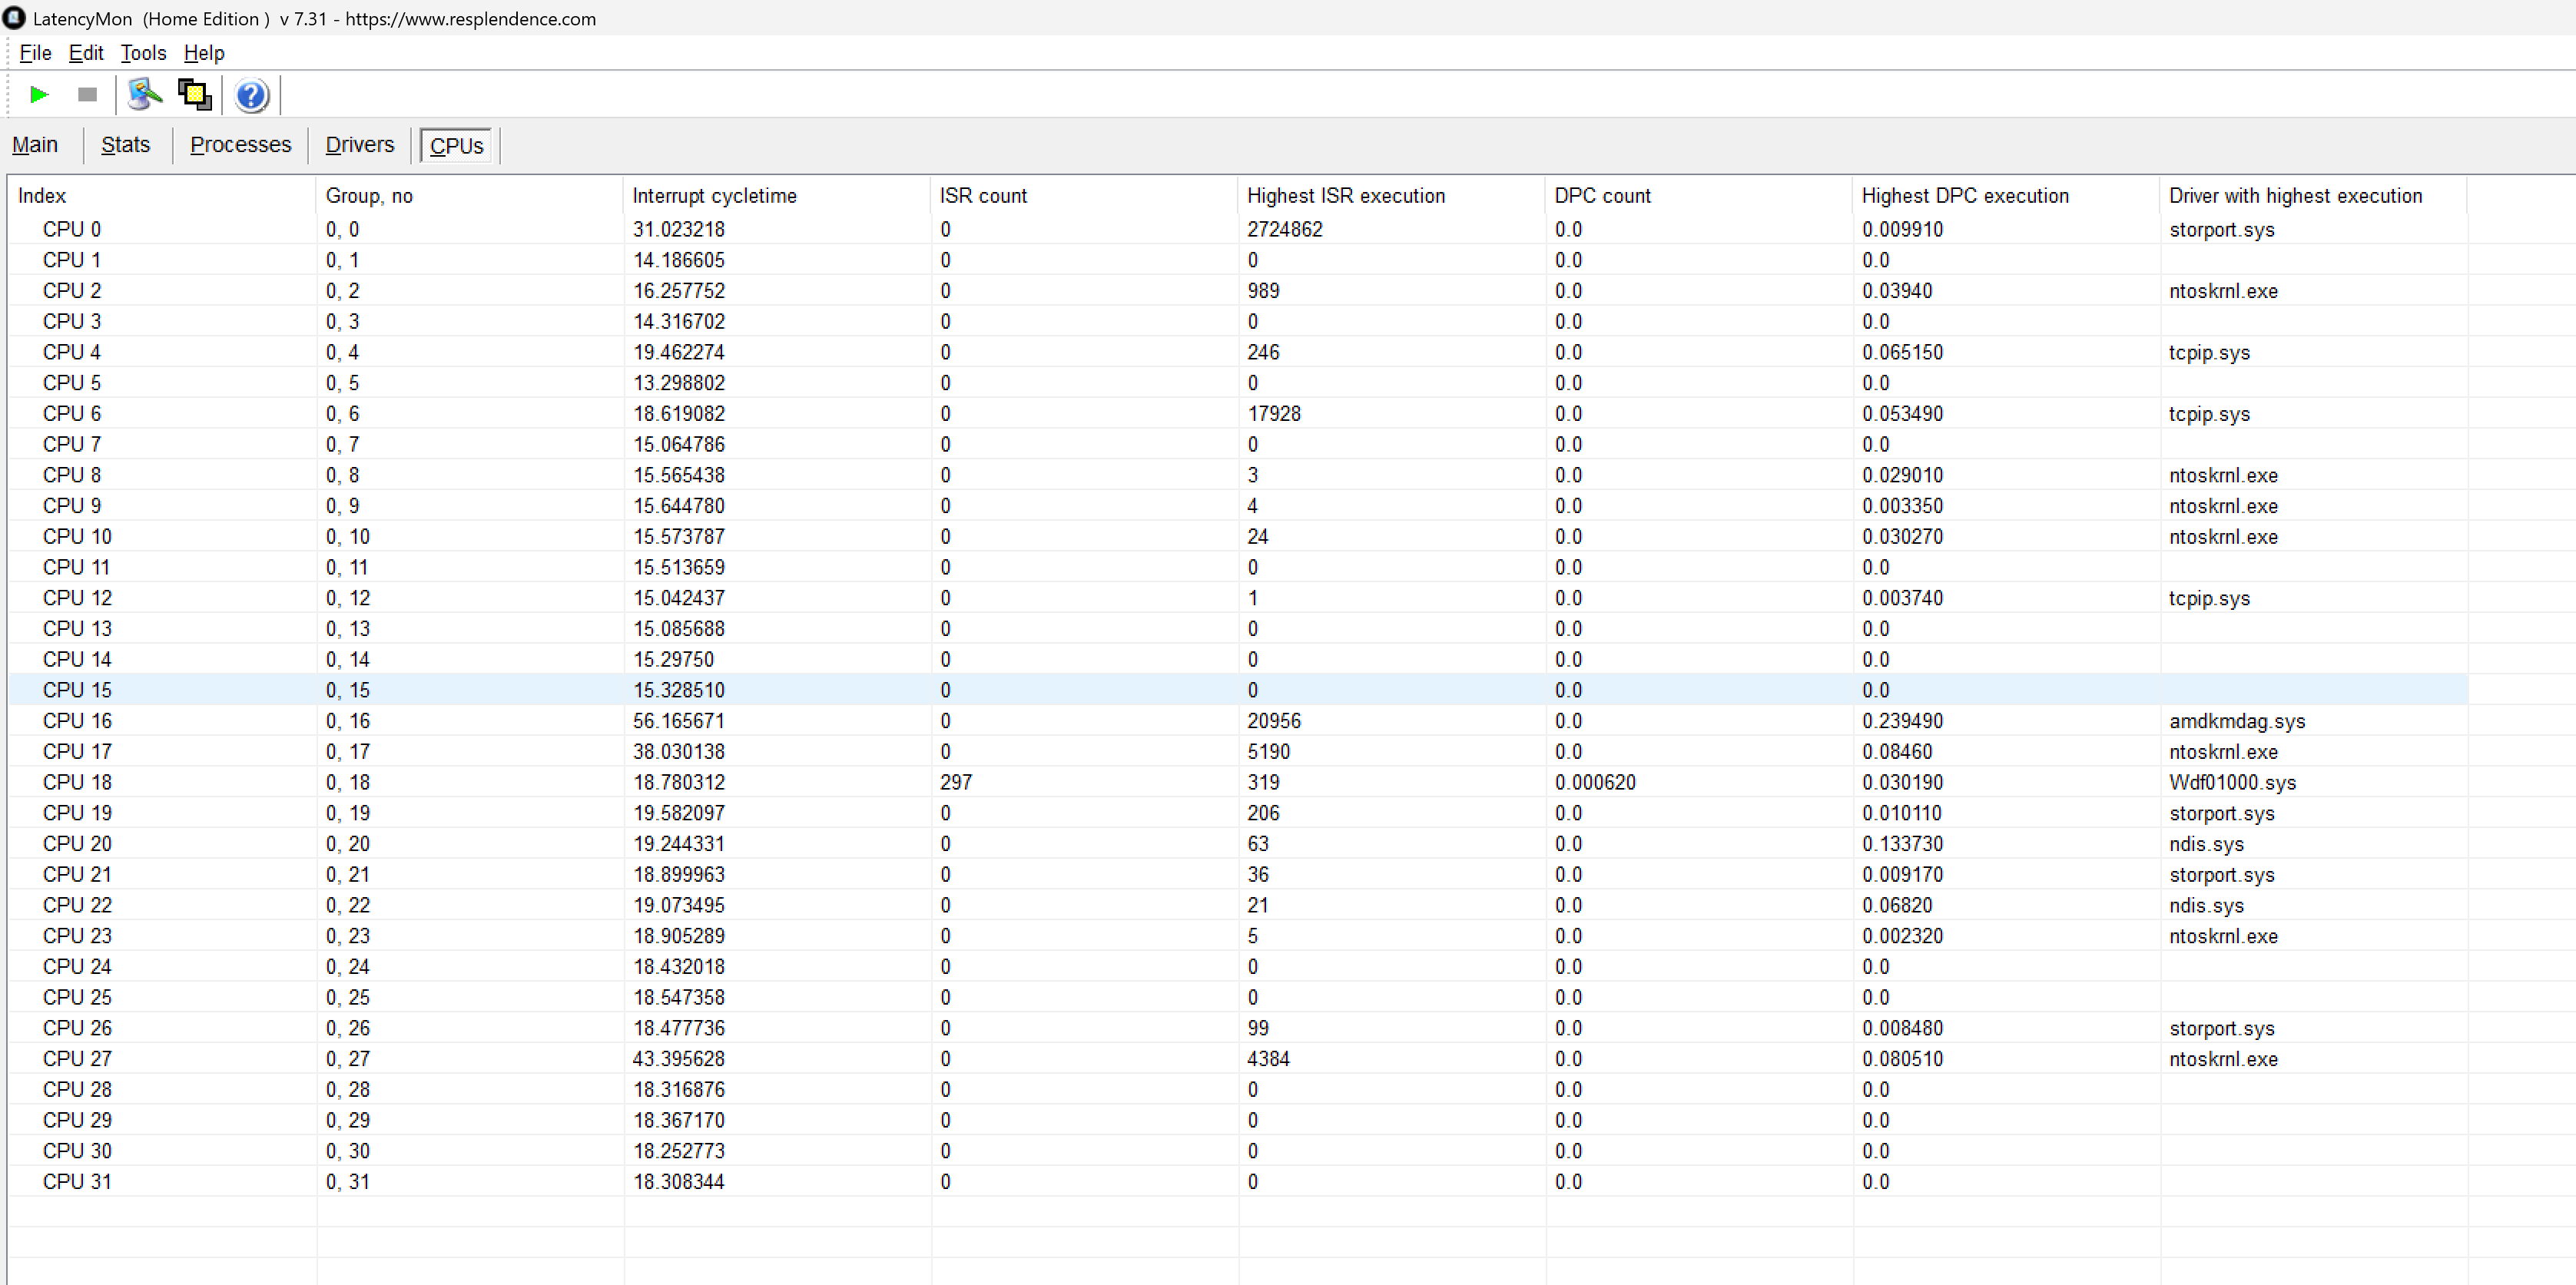 LatencyMon (Home Edition ) v 7.31 - https://www.resplendence.com
File Edit Tools Help
Main Stats Processes Drivers CPUs
Index Group, no Interrupt cycletime ISR count Highest ISR execution DPC count Highest DPC execution Driver with highest execution
CPU 0 0, 0 31.023218 0 2724862 0.0 0.009910 storport.sys
CPU 1 0, 1 14.186605 0 0 0.0 0.0
CPU 2 0, 2 16.257752 0 989 0.0 0.03940 ntoskrnl.exe
CPU 3 0, 3 14.316702 0 0 0.0 0.0
CPU 4 0, 4 19.462274 0 246 0.0 0.065150 tcpip.sys
CPU 5 0, 5 13.298802 0 0 0.0 0.0
CPU 6 0, 6 18.619082 0 17928 0.0 0.053490 tcpip.sys
CPU 7 0, 7 15.064786 0 0 0.0 0.0
CPU 8 0, 8 15.565438 0 3 0.0 0.029010 ntoskrnl.exe
CPU 9 0, 9 15.644780 0 4 0.0 0.003350 ntoskrnl.exe
CPU 10 0, 10 15.573787 0 24 0.0 0.030270 ntoskrnl.exe
CPU 11 0, 11 15.513659 0 0 0.0 0.0
CPU 12 0, 12 15.042437 0 1 0.0 0.003740 tcpip.sys
CPU 13 0, 13 15.085688 0 0 0.0 0.0
CPU 14 0, 14 15.29750 0 0 0.0 0.0
CPU 15 0, 15 15.328510 0 0 0.0 0.0
CPU 16 0, 16 56.165671 0 20956 0.0 0.239490 amdkmdag.sys
CPU 17 0, 17 38.030138 0 5190 0.0 0.08460 ntoskrnl.exe
CPU 18 0, 18 18.780312 297 319 0.000620 0.030190 Wdf01000.sys
CPU 19 0, 19 19.582097 0 206 0.0 0.010110 storport.sys
CPU 20 0, 20 19.244331 0 63 0.0 0.133730 ndis.sys
CPU 21 0, 21 18.899963 0 36 0.0 0.009170 storport.sys
CPU 22 0, 22 19.073495 0 21 0.0 0.06820 ndis.sys
CPU 23 0, 23 18.905289 0 5 0.0 0.002320 ntoskrnl.exe
CPU 24 0, 24 18.432018 0 0 0.0 0.0
CPU 25 0, 25 18.547358 0 0 0.0 0.0
CPU 26 0, 26 18.477736 0 99 0.0 0.008480 storport.sys
CPU 27 0, 27 43.395628 0 4384 0.0 0.080510 ntoskrnl.exe
CPU 28 0, 28 18.316876 0 0 0.0 0.0
CPU 29 0, 29 18.367170 0 0 0.0 0.0
CPU 30 0, 30 18.252773 0 0 0.0 0.0
CPU 31 0, 31 18.308344 0 0 0.0 0.0